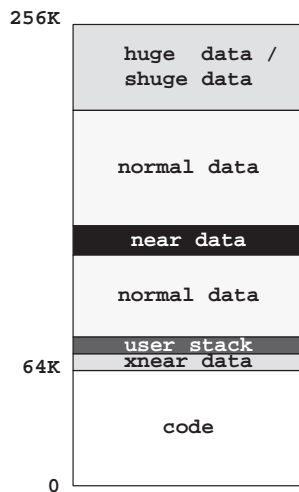 256K
huge data /
shuge data
normal data
near data
normal data
user stack
xnear data
64K
code
0